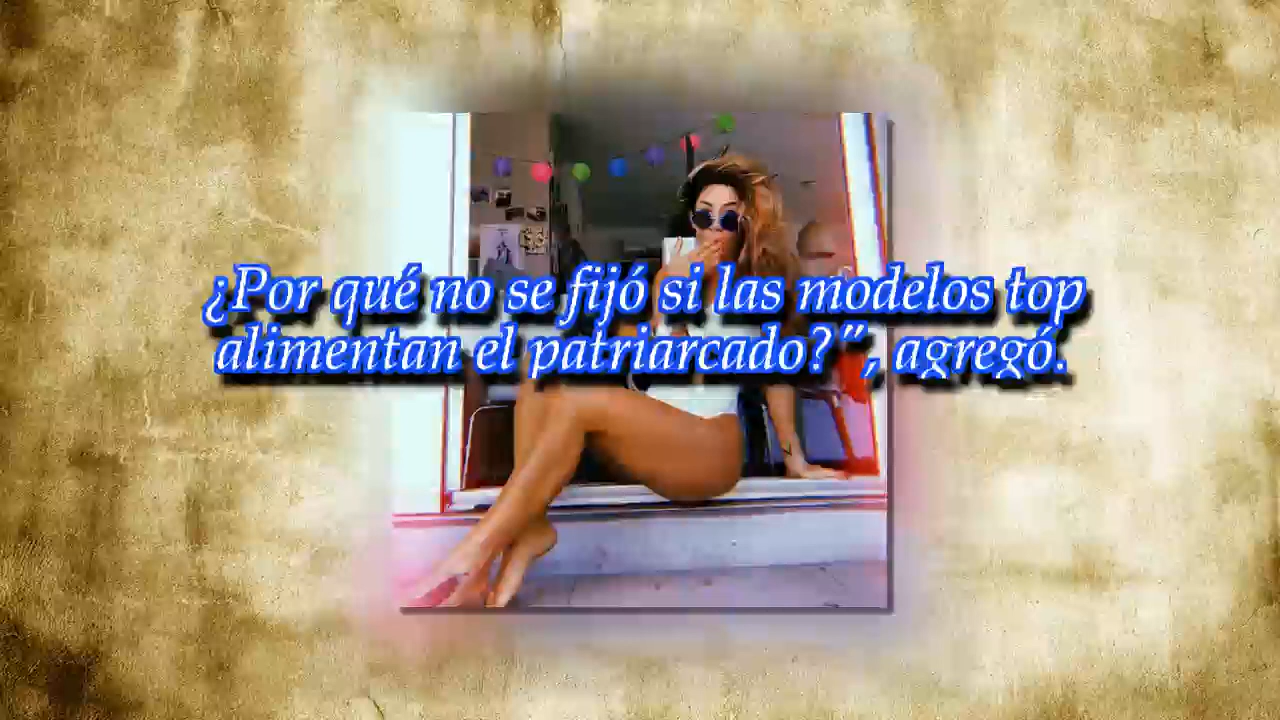 ¿Por qué no se fijó si las modelos top
alimentan el patriarcado?”, agregó.